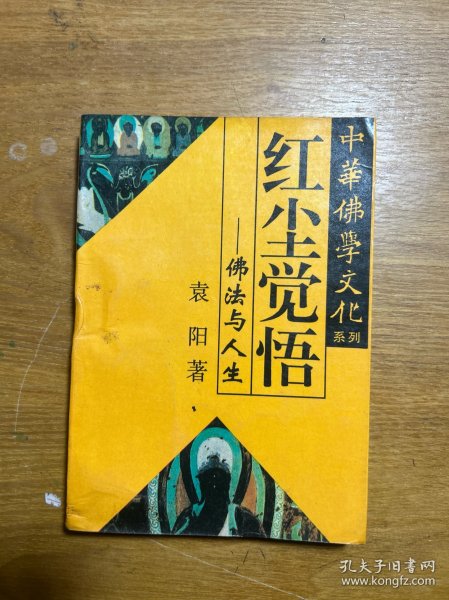 中華佛學文化
系列
红尘觉悟
——佛法与人生
袁阳著
孔夫子旧书网
www.kongfz.com